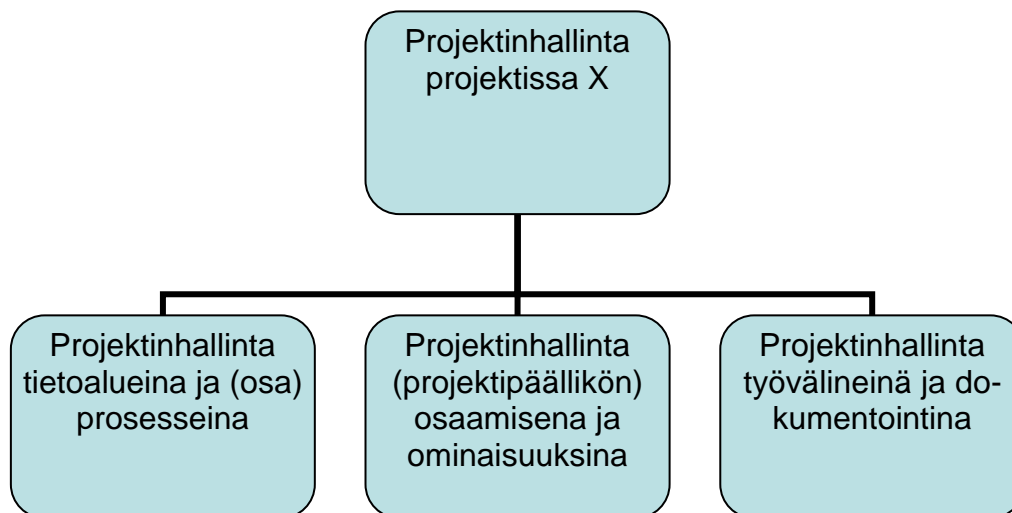 Projektinhallinta
projektissa X
Projektinhallinta
tietoalueina ja (osa)
prosesseina
Projektinhallinta
(projektipäällikön)
osaamisena ja
ominaisuuksina
Projektinhallinta
työvälineinä ja do-
kumentointina